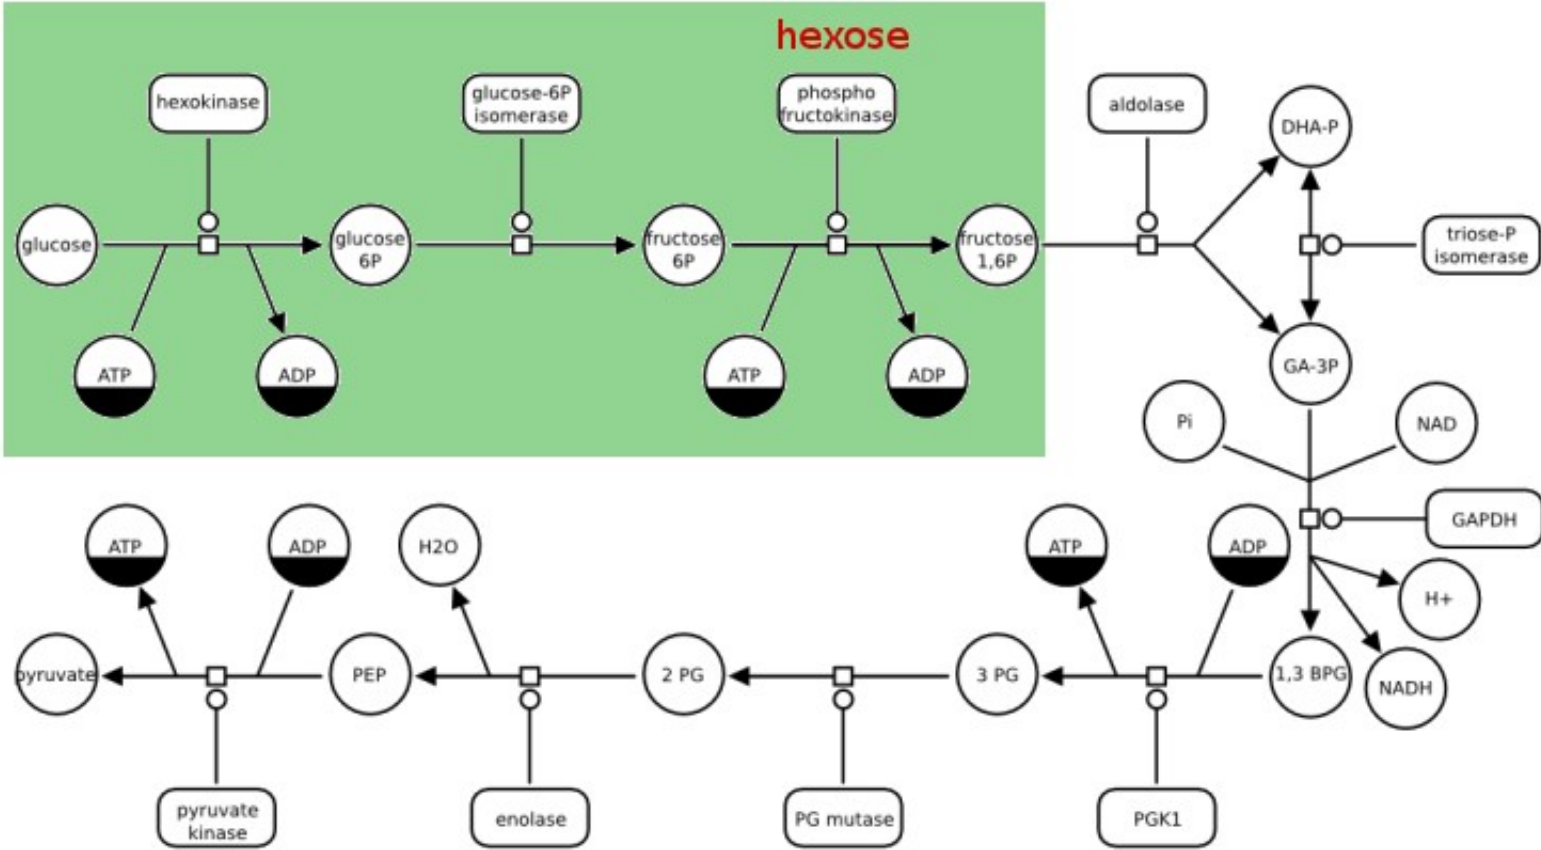 hexose
hexokinase
glucose-6P
isomerase
phospho
fructokinase
aldolase
DHA-P
glucose
glucose
6P
fructose
6P
fructose
1,6P
triose-P
isomerase
ATP
ADP
ATP
ADP
GA-3P
Pi
NAD
GAPDH
ATP
ADP
H2O
ATP
ADP
H+
pyruvate
PEP
2 PG
3 PG
1,3 BPG
NADH
pyruvate
kinase
enolase
PG mutase
PGK1